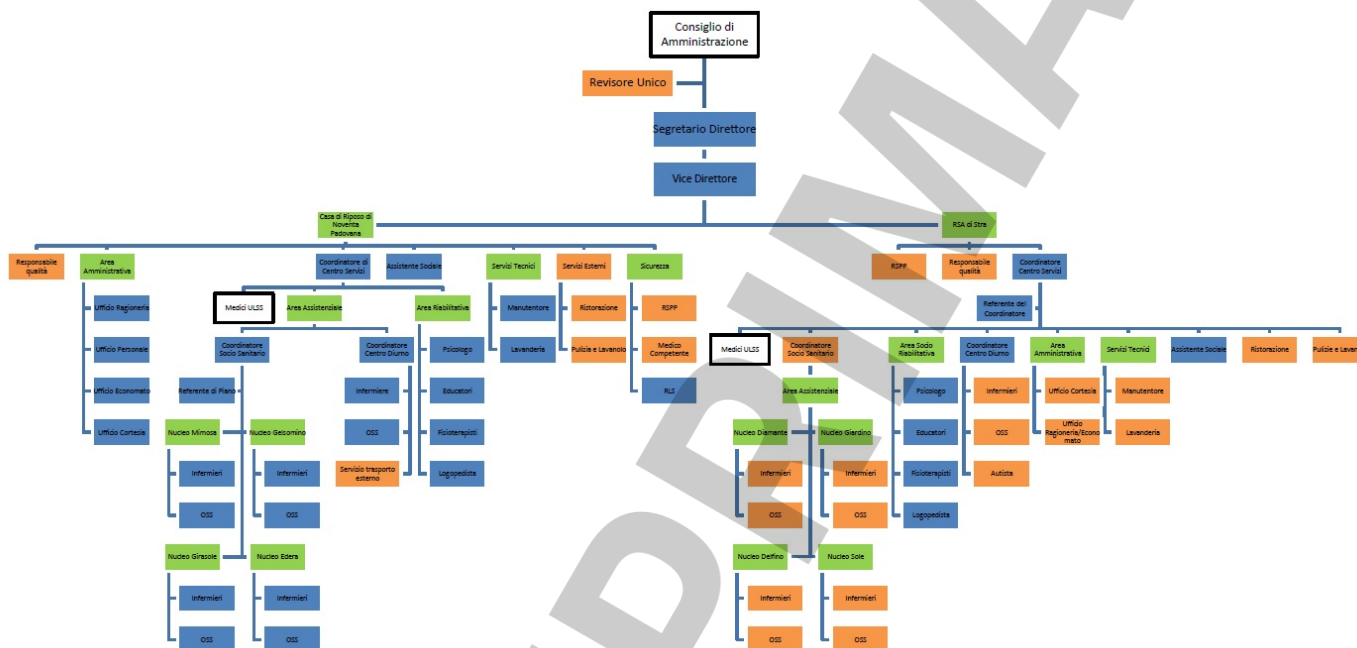 Consiglio di
Amministrazione
Revisore Unico
Segretario Direttore
Vice Direttore
Casa di Riposo di
Noventa
Padovana
RSA di Stra
Responsabile
qualità
Area
Amministrativa
Coordinatore di
Centro Servizi
Assistente Sociale
Servizi Tecnici
Servizi Esterni
Sicurezza
RSPP
Responsabile
qualità
Coordinatore
Centro Servizi
Ufficio Ragioneria
Medici ULSS
Area Assistenziale
Area Riabilitativa
Manutentore
Ristorazione
RSPP
Referente del
Coordinatore
Ufficio Personale
Coordinatore
Socio Sanitario
Coordinatore
Centro Diurno
Psicologo
Lavanderia
Pulizia e Lavanolo
Medico
Competente
Medici ULSS
Coordinatore
Socio Sanitario
Area Socio
Riabilitativa
Coordinatore
Centro Diurno
Area
Amministrativa
Servizi Tecnici
Assistente Sociale
Ristorazione
Pulizie e Lavan
Ufficio Economato
Referente di Piano
Infermiere
Educatori
RLS
Area Assistenziale
Psicologo
Infermieri
Ufficio Cortesia
Manutentore
Ufficio Cortesia
Nucleo Mimosa
Nucleo Gelsomino
OSS
Fisioterapisti
Nucleo Diamante
Nucleo Giardino
Educatori
OSS
Ufficio
Ragioneria/Econo
mato
Lavanderia
Infermieri
Infermieri
Servizio trasporto
esterno
Logopedista
Infermieri
Infermieri
Fisioterapisti
Autista
OSS
OSS
OSS
OSS
Logopedista
Nucleo Girasole
Nucleo Edera
Nucleo Delfino
Nucleo Sole
Infermieri
Infermieri
Infermieri
Infermieri
OSS
OSS
OSS
OSS